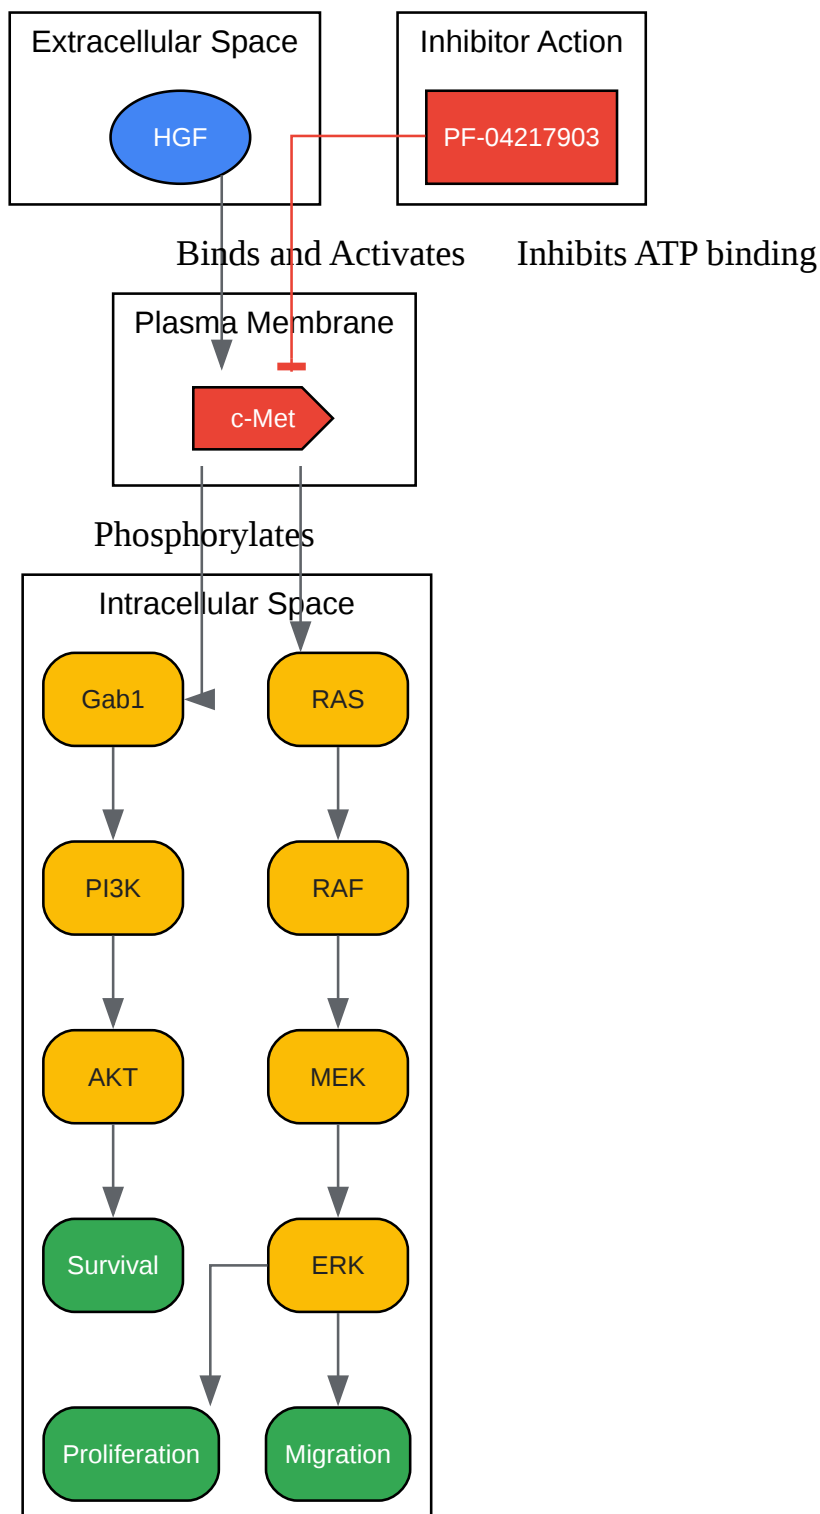 Extracellular Space
Inhibitor Action
HGF
PF-04217903
Binds and Activates
Inhibits ATP binding
Plasma Membrane
c-Met
Phosphorylates
Intracellular Space
Gab1
RAS
PI3K
RAF
AKT
MEK
Survival
ERK
Proliferation
Migration